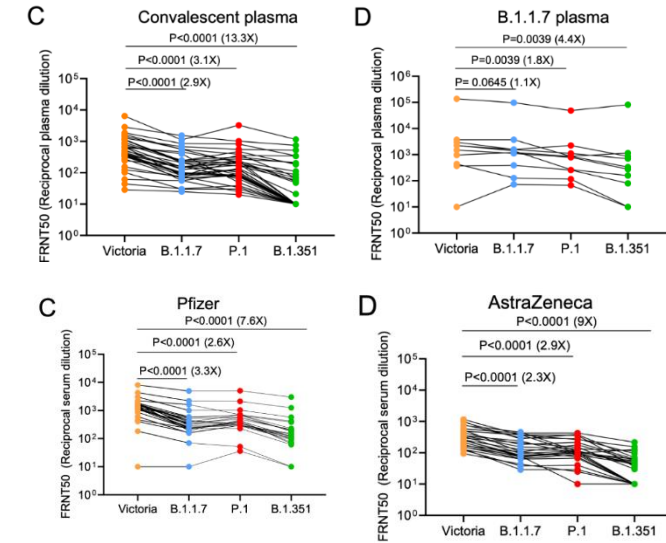 C
Convalescent plasma
P<0.0001 (13.3X)
P<0.0001 (3.1X)
P<0.0001 (2.9X)
FRNT50 (Reciprocal plasma dilution)
10⁵
10⁴
10³
10²
10¹
10⁰
Victoria B.1.1.7 P.1 B.1.351
D
B.1.1.7 plasma
P=0.0039 (4.4X)
P=0.0039 (1.8X)
P= 0.0645 (1.1X)
FRNT50 (Reciprocal plasma dilution)
10⁶
10⁵
10⁴
10³
10²
10¹
10⁰
Victoria B.1.1.7 P.1 B.1.351
C
Pfizer
P<0.0001 (7.6X)
P<0.0001 (2.6X)
P<0.0001 (3.3X)
FRNT50 (Reciprocal serum dilution)
10⁵
10⁴
10³
10²
10¹
10⁰
Victoria B.1.1.7 P.1 B.1.351
D
AstraZeneca
P<0.0001 (9X)
P<0.0001 (2.9X)
P<0.0001 (2.3X)
FRNT50 (Reciprocal serum dilution)
10⁵
10⁴
10³
10²
10¹
10⁰
Victoria B.1.1.7 P.1 B.1.351